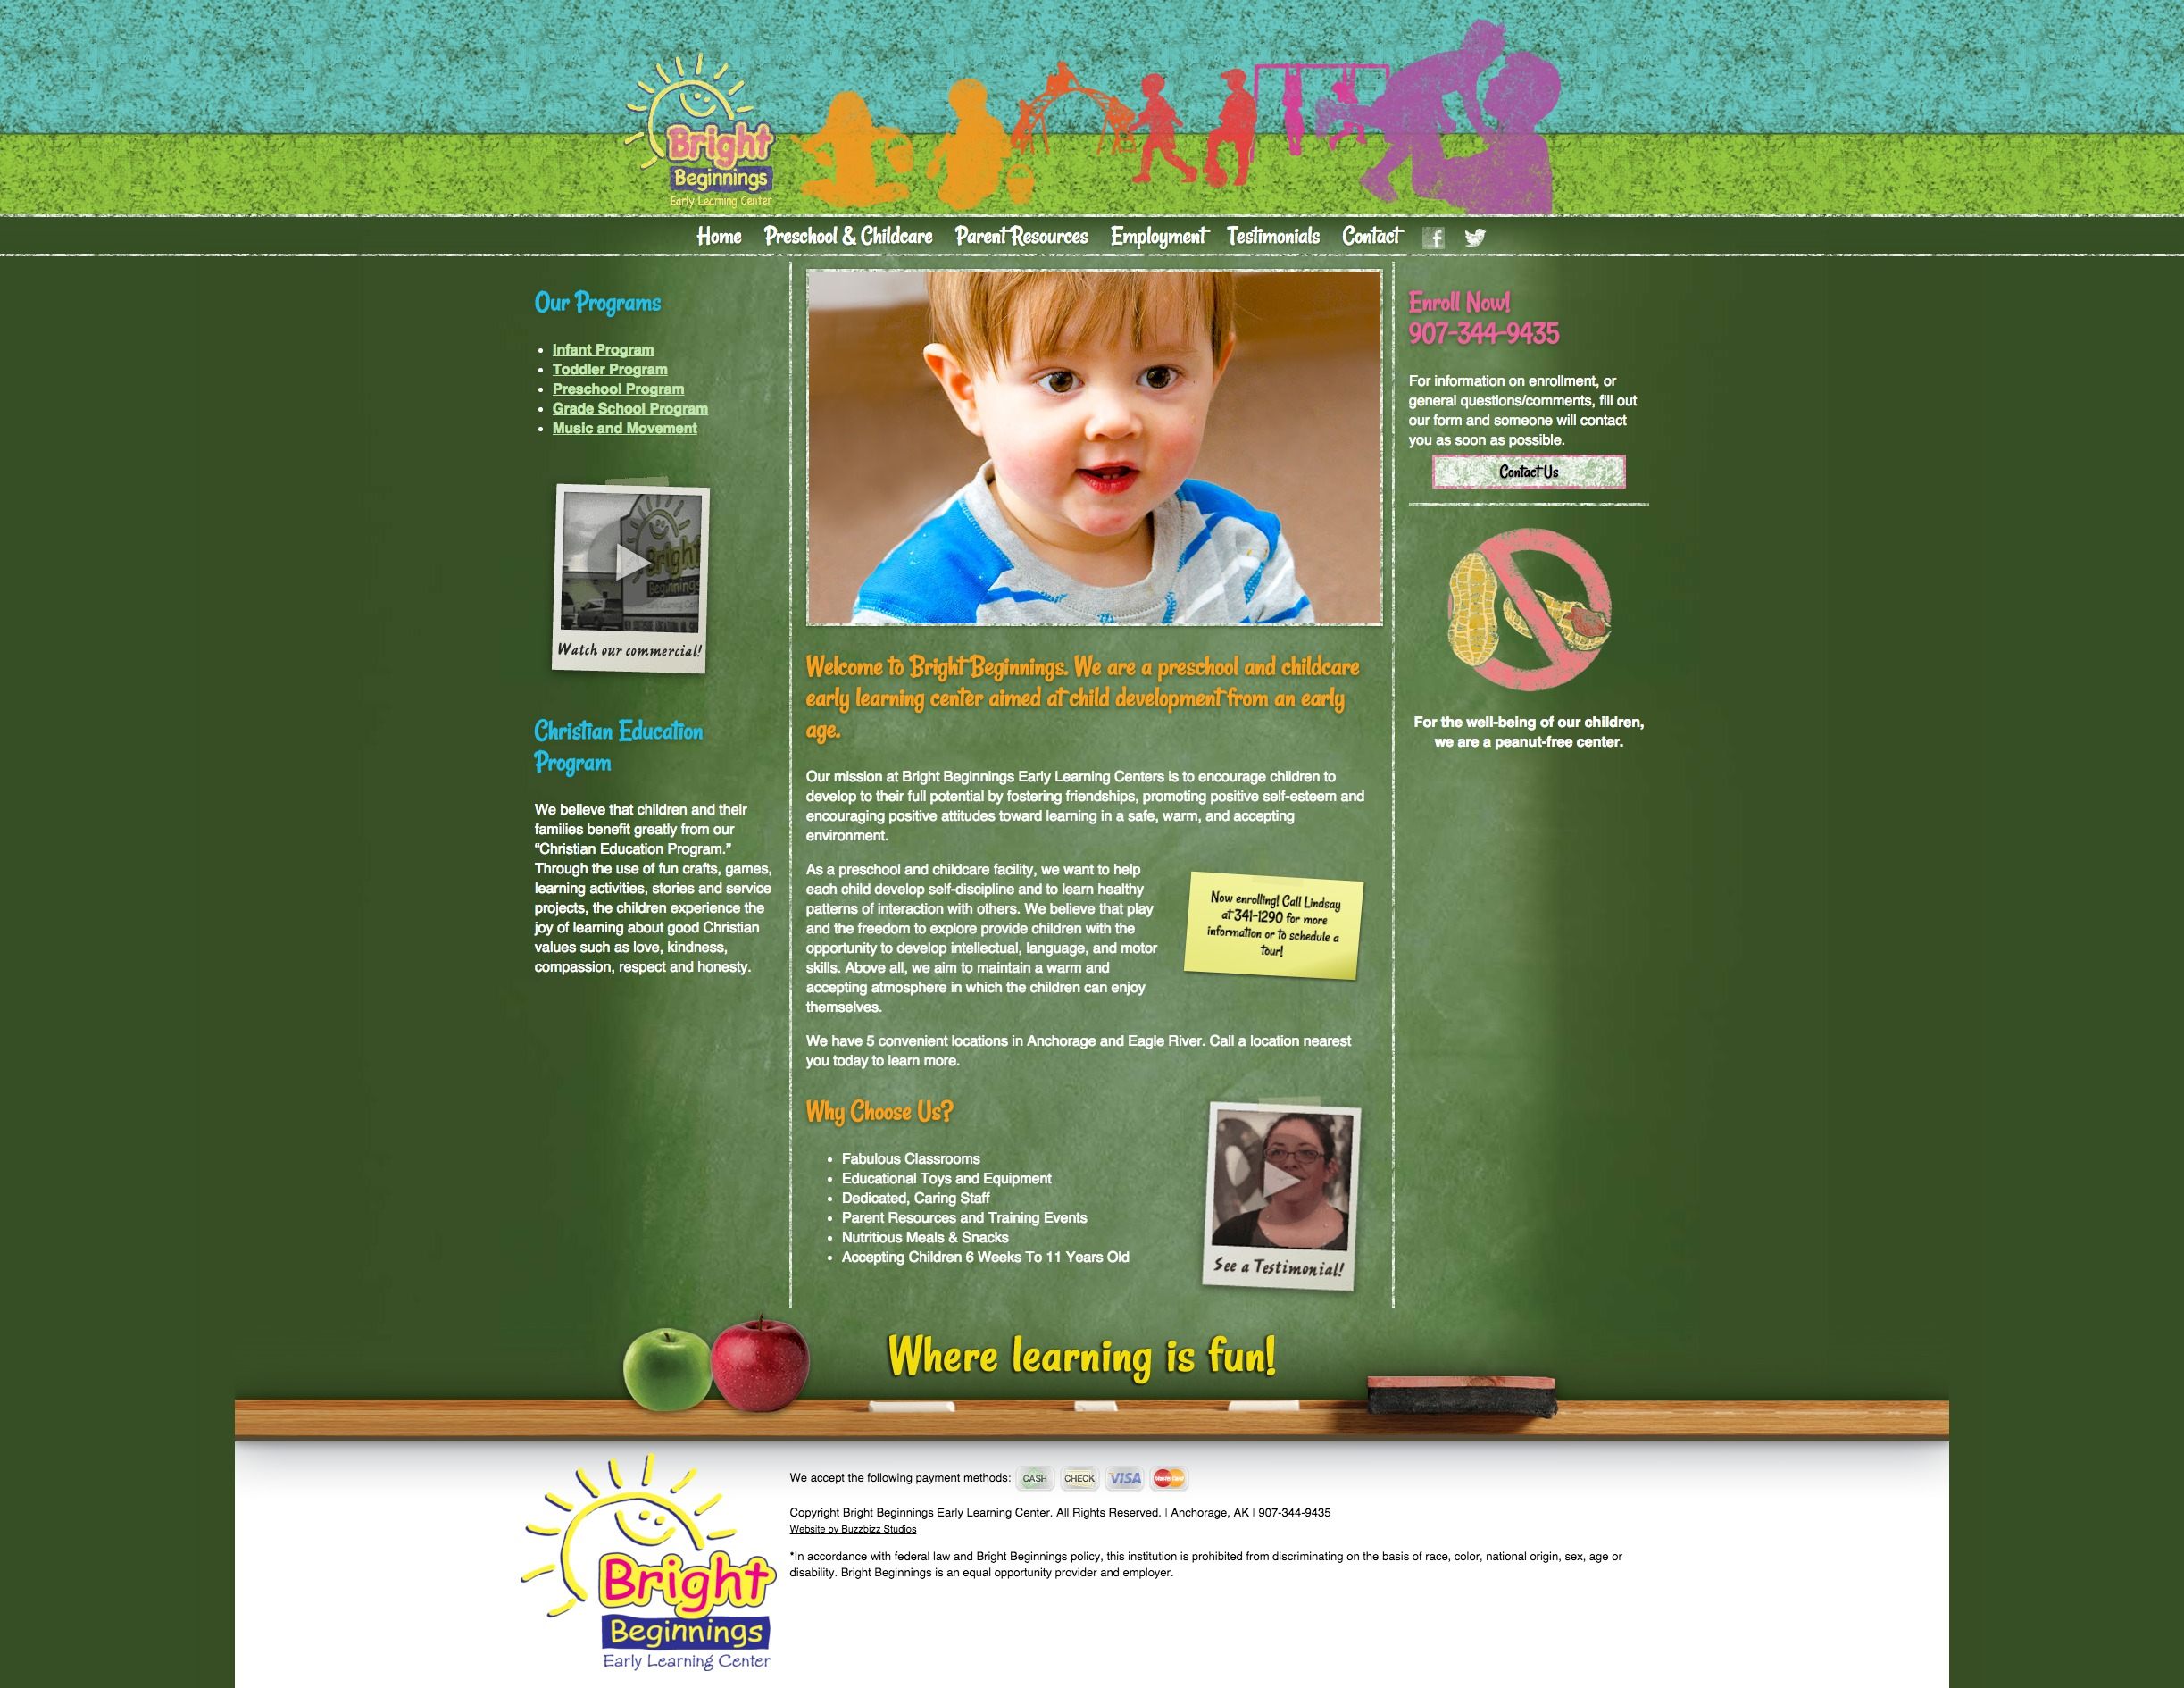 Bright
Beginnings
Early Learning Center
Home Preschool & Childcare Parent Resources Employment Testimonials Contact
Our Programs
Infant Program
Toddler Program
Preschool Program
Grade School Program
Music and Movement
Bright
Beginnings
Watch our commercial!
Christian Education
Program
We believe that children and their
families benefit greatly from our
“Christian Education Program.”
Through the use of fun crafts, games,
learning activities, stories and service
projects, the children experience the
joy of learning about good Christian
values such as love, kindness,
compassion, respect and honesty.
Welcome to Bright Beginnings. We are a preschool and childcare
early learning center aimed at child development from an early
age.
Our mission at Bright Beginnings Early Learning Centers is to encourage children to
develop to their full potential by fostering friendships, promoting positive self-esteem and
encouraging positive attitudes toward learning in a safe, warm, and accepting
environment.
As a preschool and childcare facility, we want to help
each child develop self-discipline and to learn healthy
patterns of interaction with others. We believe that play
and the freedom to explore provide children with the
opportunity to develop intellectual, language, and motor
skills. Above all, we aim to maintain a warm and
accepting atmosphere in which the children can enjoy
themselves.
Now enrolling! Call Lindsay
at 341-1290 for more
information or to schedule a
tour!
We have 5 convenient locations in Anchorage and Eagle River. Call a location nearest
you today to learn more.
Why Choose Us?
Fabulous Classrooms
Educational Toys and Equipment
Dedicated, Caring Staff
Parent Resources and Training Events
Nutritious Meals & Snacks
Accepting Children 6 Weeks To 11 Years Old
See a Testimonial!
Enroll Now!
907-344-9435
For information on enrollment, or
general questions/comments, fill out
our form and someone will contact
you as soon as possible.
Contact Us
For the well-being of our children,
we are a peanut-free center.
Where learning is fun!
Bright
Beginnings
Early Learning Center
We accept the following payment methods: CASH CHECK VISA MasterCard
Copyright Bright Beginnings Early Learning Center. All Rights Reserved. | Anchorage, AK | 907-344-9435
Website by Buzzbizz Studios
*In accordance with federal law and Bright Beginnings policy, this institution is prohibited from discriminating on the basis of race, color, national origin, sex, age or
disability. Bright Beginnings is an equal opportunity provider and employer.